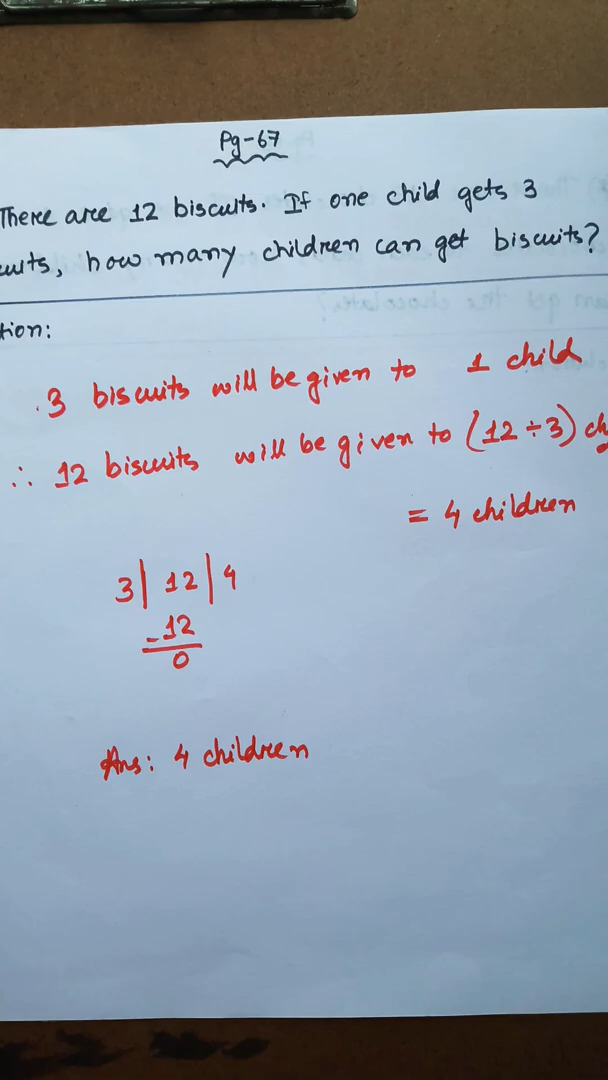 Pg-67
There are 12 biscuits. If one child gets 3
cuits, how many children can get biscuits?
tion:
3 biscuits will be given to 1 child
∴ 12 biscuits will be given to (12÷3) ch
= 4 children
3| 12 |4
-12
0
Ans: 4 children